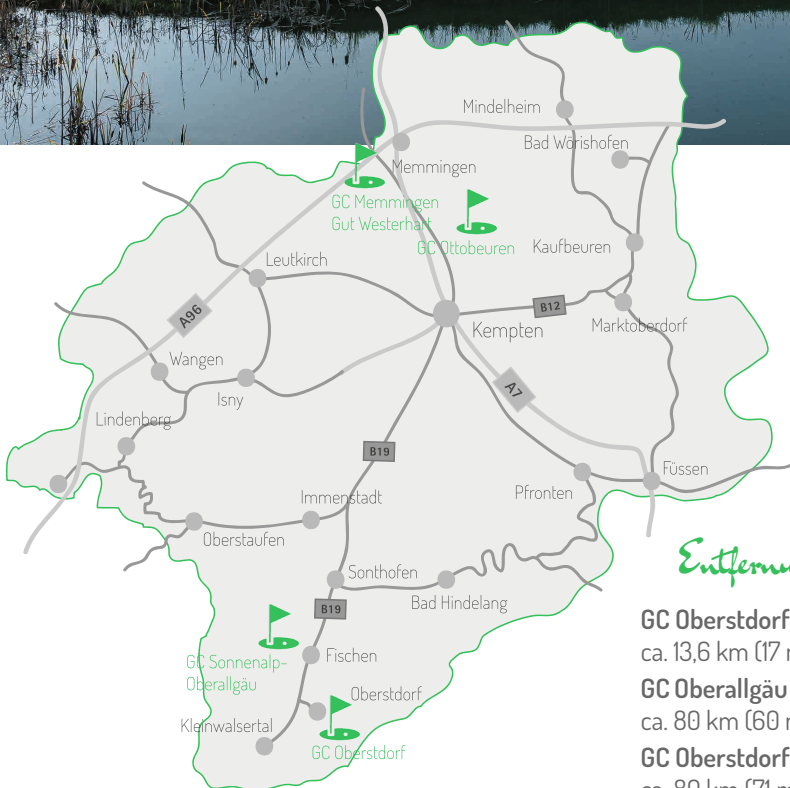 Mindelheim
Bad Wörishofen
Memmingen
GC Memmingen
Gut Westerhart
GC Ottobeuren
Kaufbeuren
Leutkirch
A96
B12
Kempten
Marktoberdorf
Wangen
Isny
A7
Lindenberg
B19
Füssen
Pfronten
Immenstadt
Oberstaufen
Sonthofen
Bad Hindelang
B19
GC Sonnenalp-
Oberallgäu
Fischen
Oberstdorf
Kleinwalsertal
GC Oberstdorf
GC Oberstdorf
ca. 13,6 km (17
GC Oberallgäu
ca. 80 km (60
GC Oberstdorf